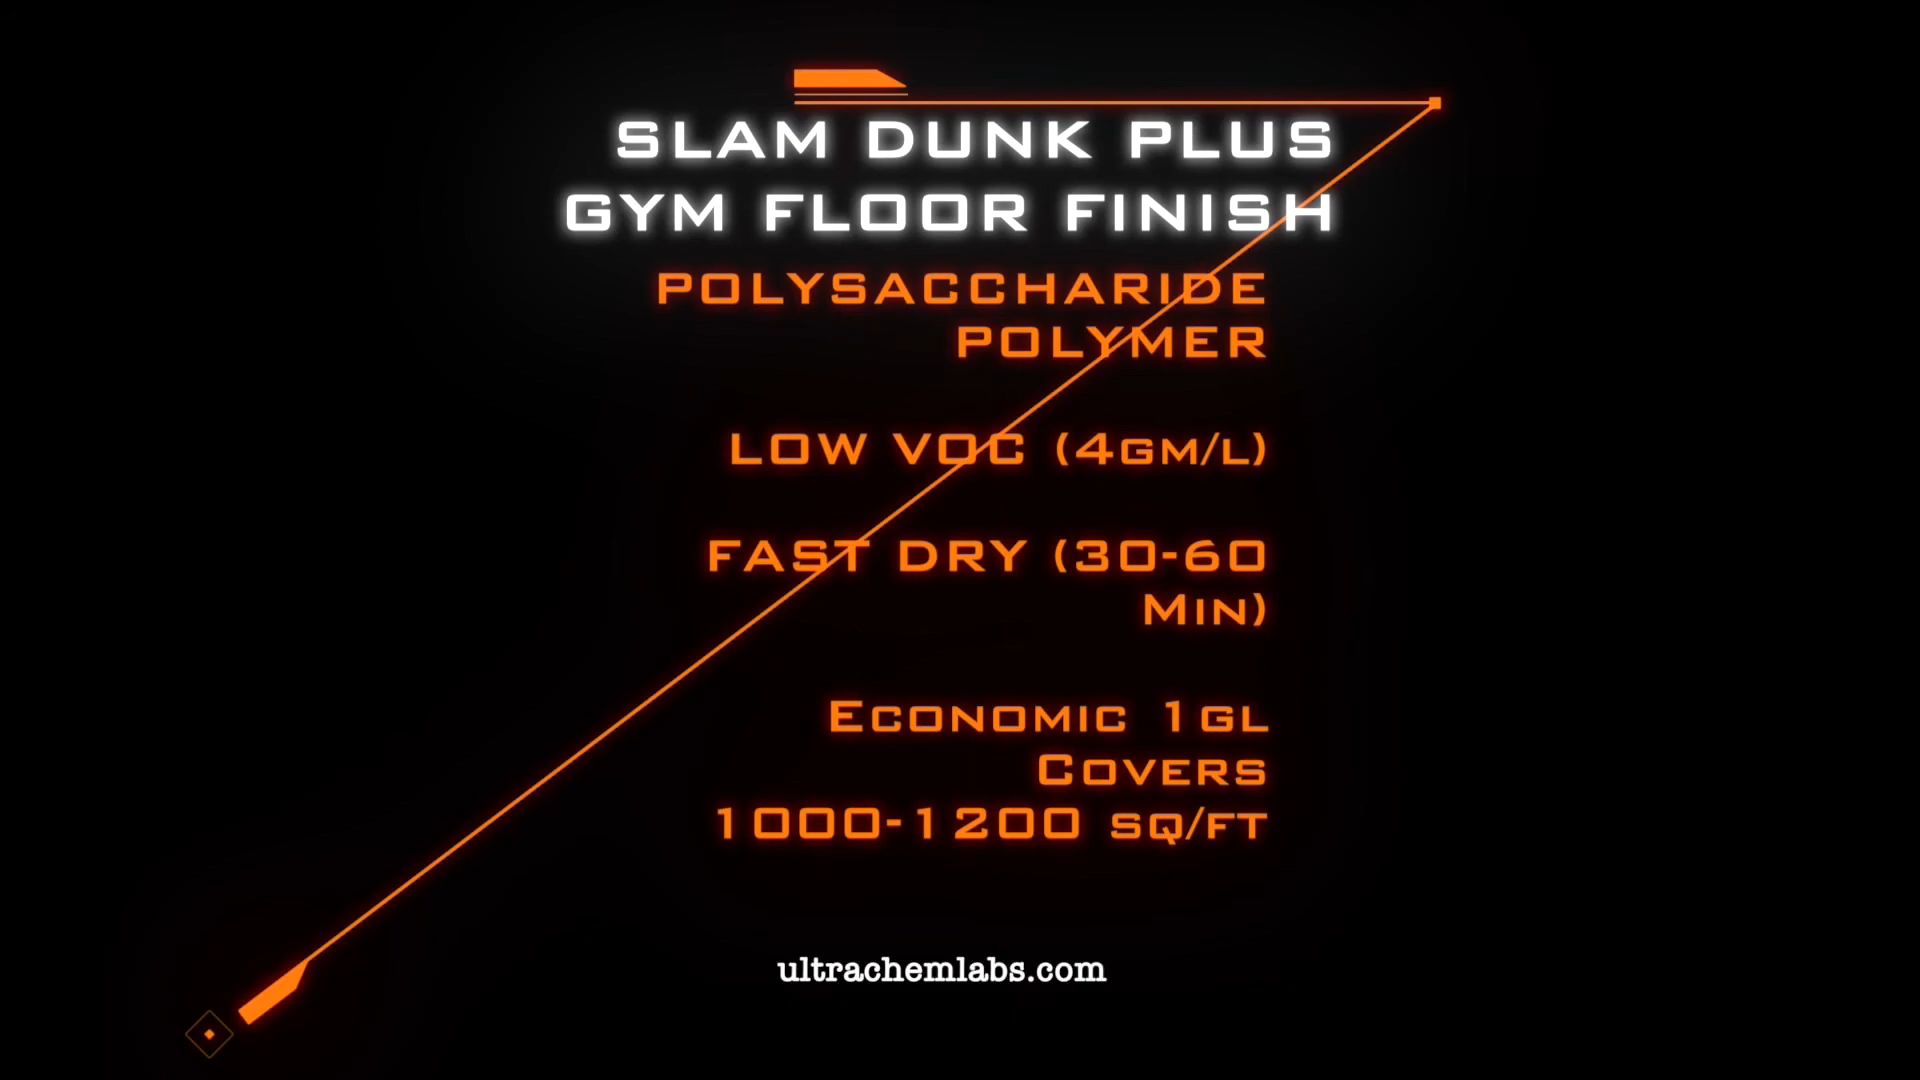 SLAM DUNK PLUS
GYM FLOOR FINISH
POLYSACCHARIDE
POLYMER
LOW VOC (4GM/L)
FAST DRY (30-60
MIN)
ECONOMIC 1GL
COVERS
1000-1200 SQ/FT
ultrachemlabs.com